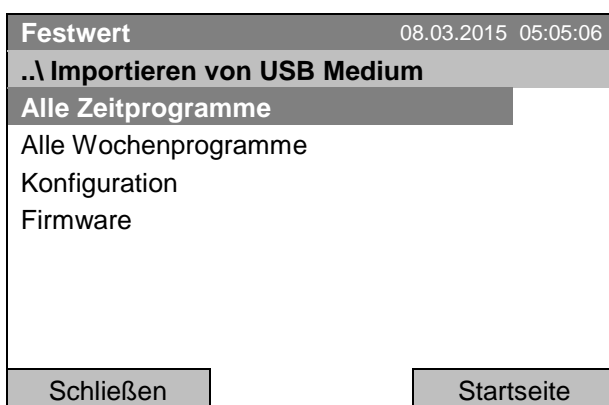 Festwert 08.03.2015 05:05:06
..\ Importieren von USB Medium
Alle Zeitprogramme
Alle Wochenprogramme
Konfiguration
Firmware
Schließen Startseite